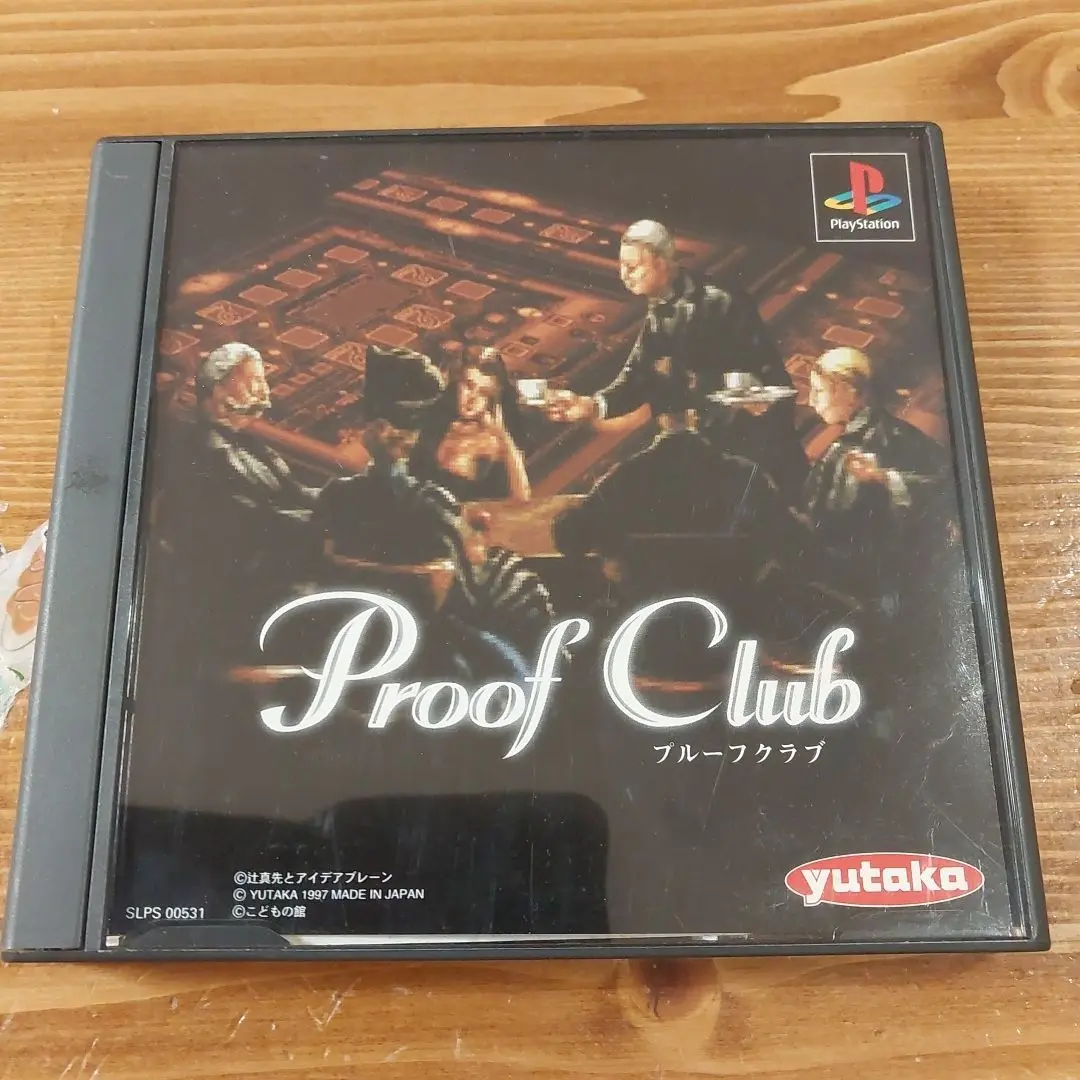 PlayStation
Proof Club
プルーフクラブ
©辻真先とアイデアブレーン
© YUTAKA 1997 MADE IN JAPAN
SLPS 00531 ©こどもの館
yutaka